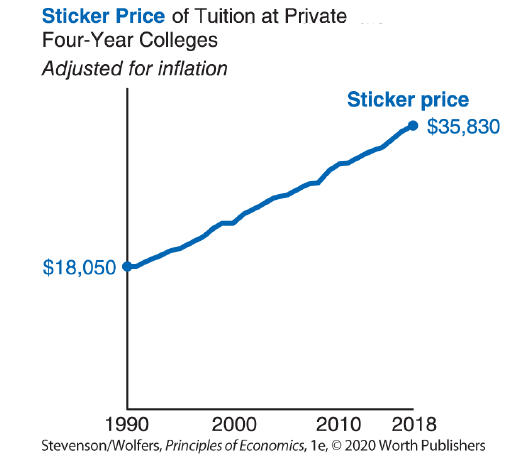 Sticker Price of Tuition at Private
Four-Year Colleges
Adjusted for inflation
Sticker price
$35,830
$18,050
1990 2000 2010 2018
Stevenson/Wolfers, Principles of Economics, 1e, © 2020 Worth Publishers